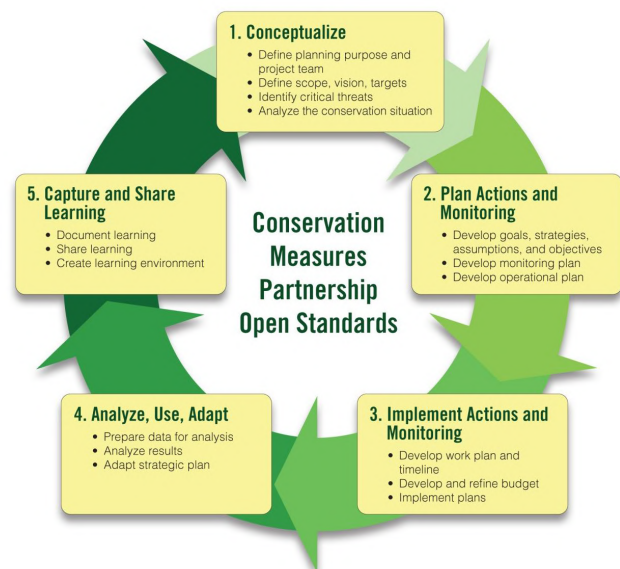 1. Conceptualize
• Define planning purpose and
project team
• Define scope, vision, targets
• Identify critical threats
• Analyze the conservation situation
2. Plan Actions and
Monitoring
• Develop goals, strategies,
assumptions, and objectives
• Develop monitoring plan
• Develop operational plan
3. Implement Actions and
Monitoring
• Develop work plan and
timeline
• Develop and refine budget
• Implement plans
4. Analyze, Use, Adapt
• Prepare data for analysis
• Analyze results
• Adapt strategic plan
5. Capture and Share
Learning
• Document learning
• Share learning
• Create learning environment
Conservation
Measures
Partnership
Open Standards